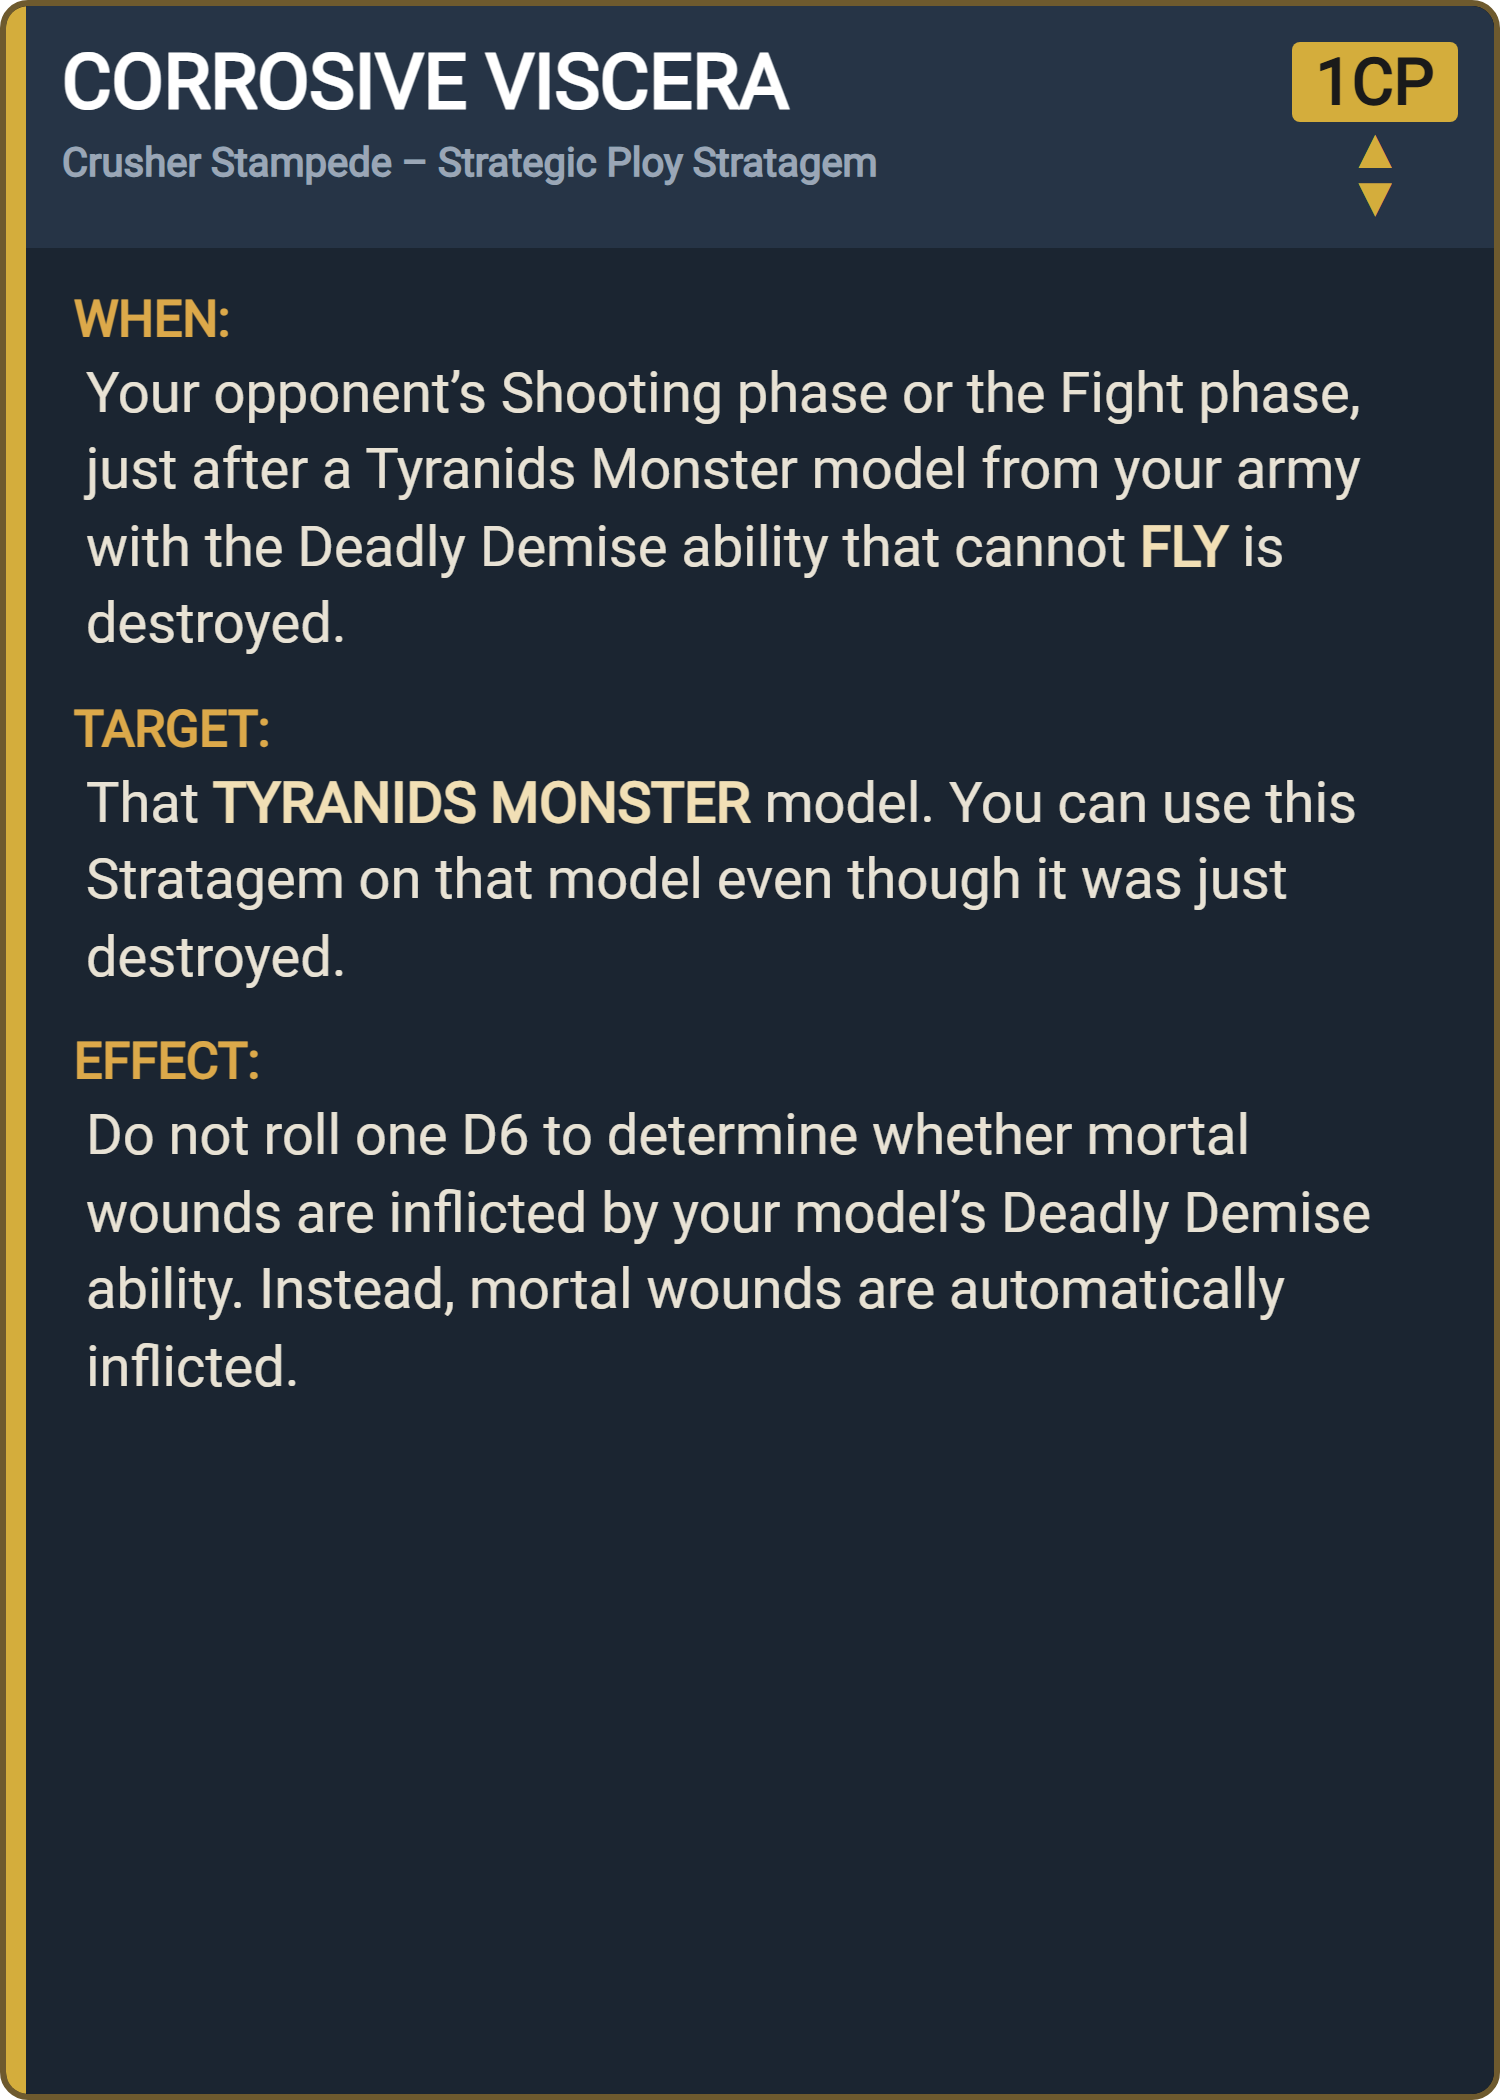 CORROSIVE VISCERA
1CP
Crusher Stampede – Strategic Ploy Stratagem
▲
▼
WHEN:
Your opponent’s Shooting phase or the Fight phase,
just after a Tyranids Monster model from your army
with the Deadly Demise ability that cannot FLY is
destroyed.
TARGET:
That TYRANIDS MONSTER model. You can use this
Stratagem on that model even though it was just
destroyed.
EFFECT:
Do not roll one D6 to determine whether mortal
wounds are inflicted by your model’s Deadly Demise
ability. Instead, mortal wounds are automatically
inflicted.